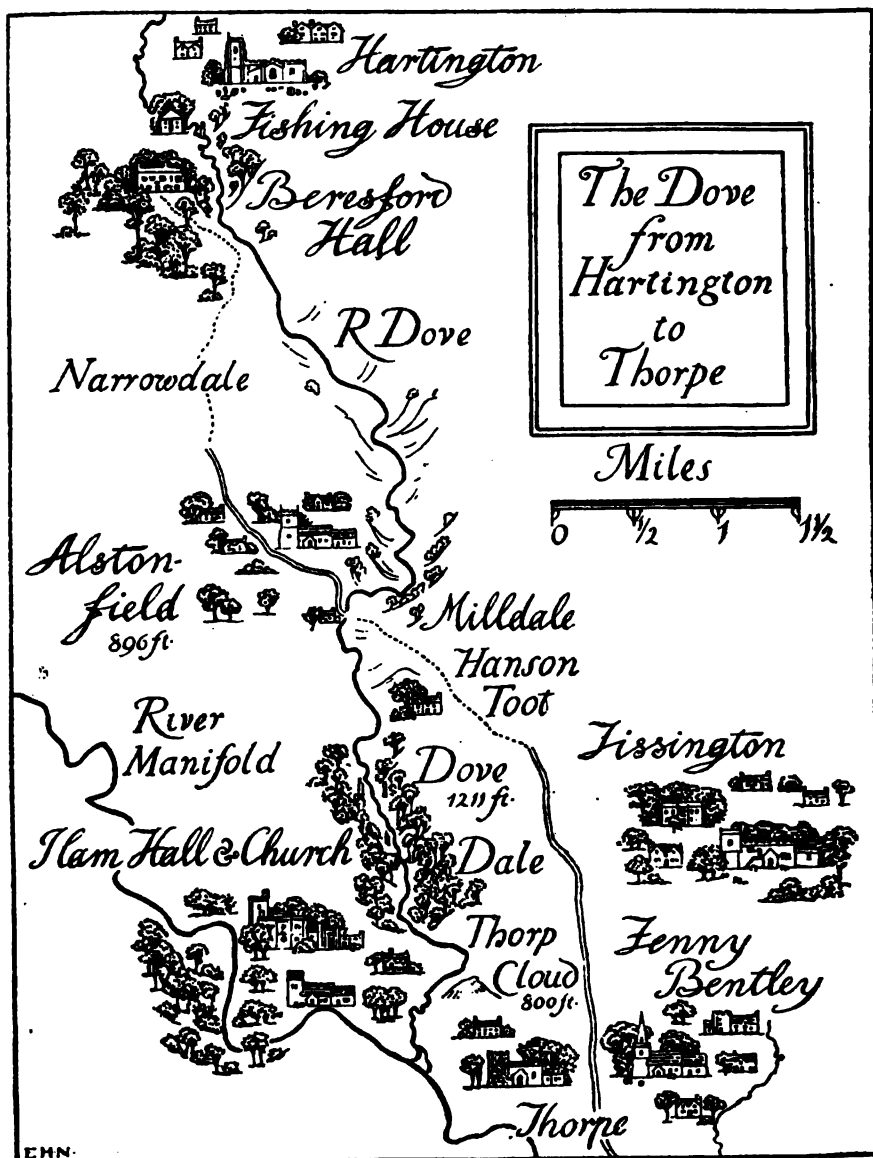 Hartington
Fishing House
Beresford
Hall
The Dove
from
Hartington
to
Thorpe
R Dove
Narrowdale
Miles
0 1/2 1 1 1/2
Alston-
field
896 ft.
Milldale
Hanson
Toot
River
Manifold
Tissington
Dove
1211 ft.
Dale
Ilam Hall & Church
Thorp
Cloud
800 ft.
Fenny
Bentley
Thorpe
E.H.N.